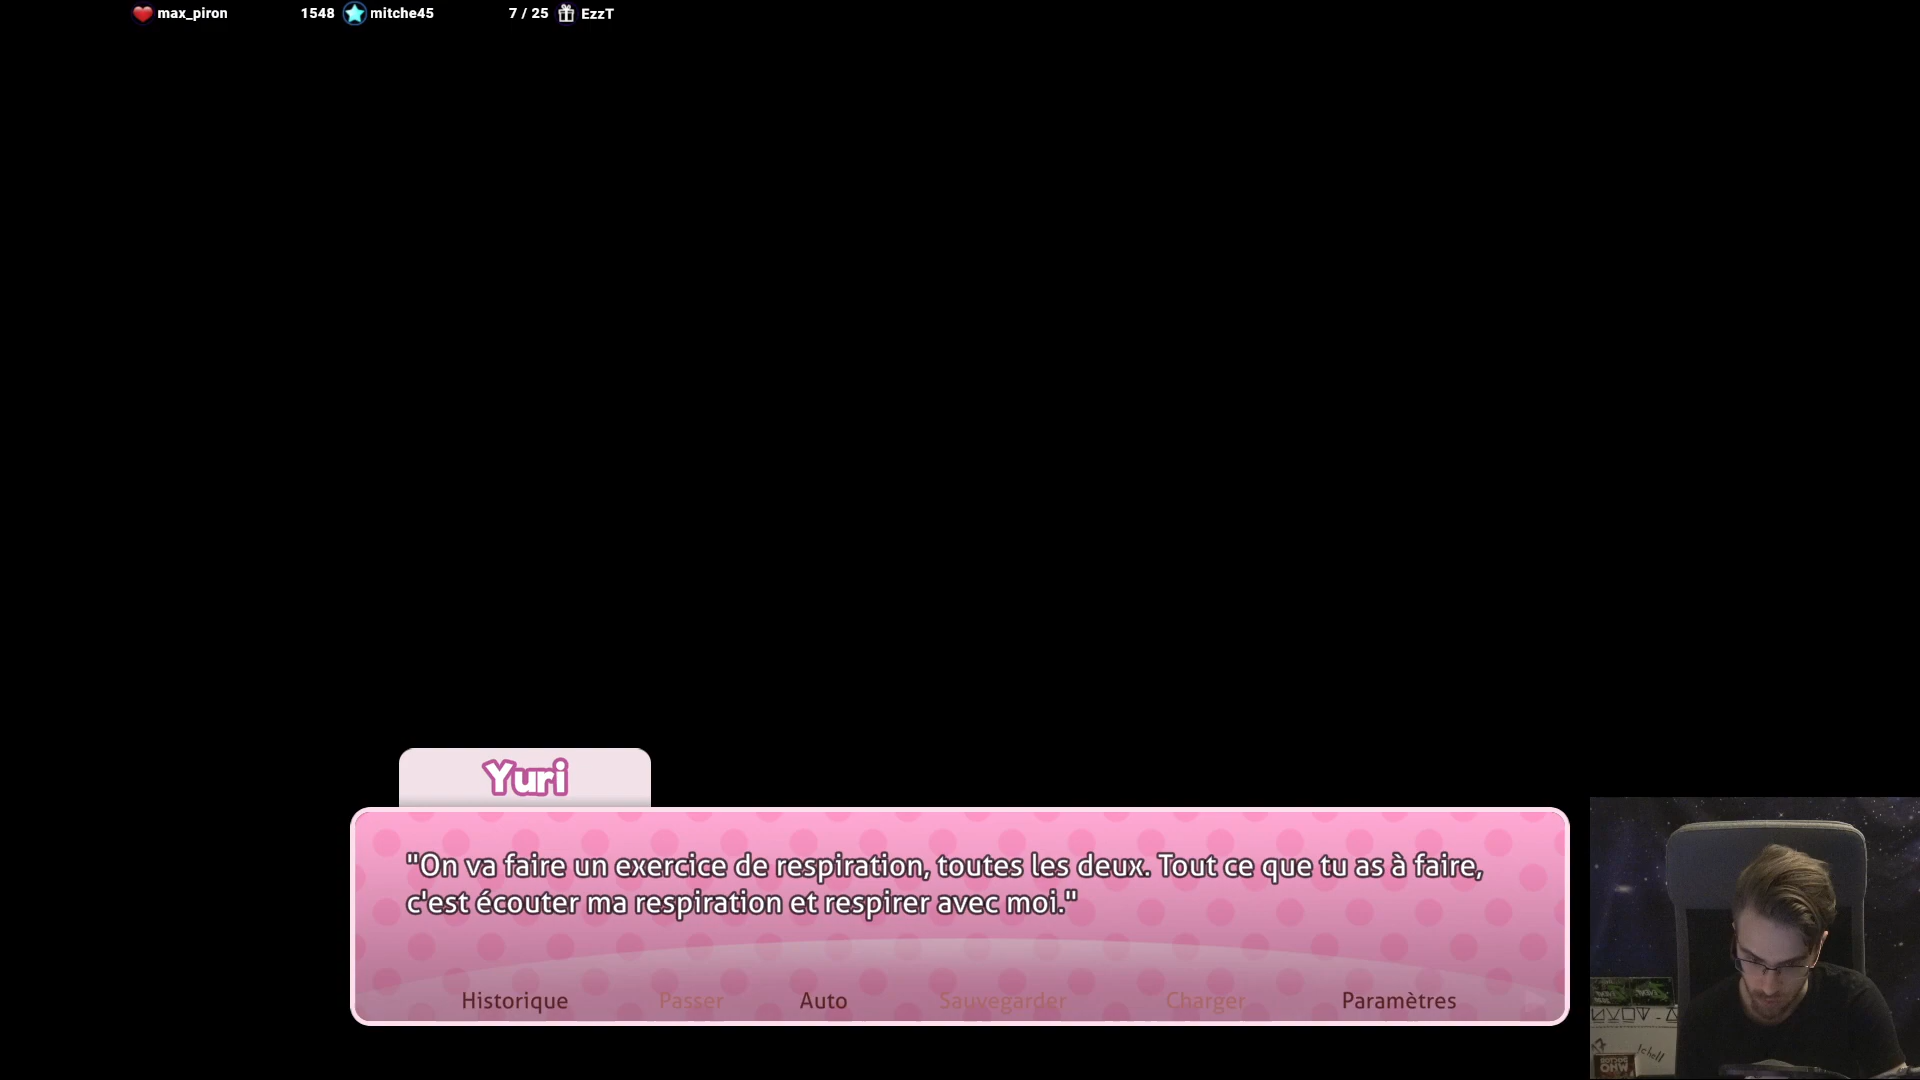 max_piron 1548 mitche45 7 / 25 EzzT
Yuri
"On va faire un exercice de respiration, toutes les deux. Tout ce que tu as à faire,
c'est écouter ma respiration et respirer avec moi."
Historique Passer Auto Sauvegarder Charger Paramètres